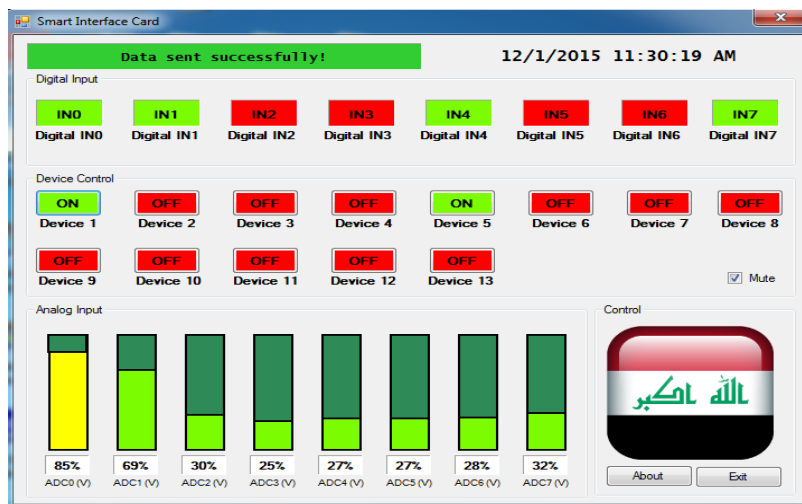 Smart Interface Card
Data sent successfully!
12/1/2015 11:30:19 AM
Digital Input
IN0 IN1 IN2 IN3 IN4 IN5 IN6 IN7
Digital IN0 Digital IN1 Digital IN2 Digital IN3 Digital IN4 Digital IN5 Digital IN6 Digital IN7
Device Control
ON OFF OFF OFF ON OFF OFF OFF
Device 1 Device 2 Device 3 Device 4 Device 5 Device 6 Device 7 Device 8
OFF OFF OFF OFF OFF
Device 9 Device 10 Device 11 Device 12 Device 13
Mute
Analog Input
85% 69% 30% 25% 27% 27% 28% 32%
ADC0 (V) ADC1 (V) ADC2 (V) ADC3 (V) ADC4 (V) ADC5 (V) ADC6 (V) ADC7 (V)
Control
الله اكبر
About Exit